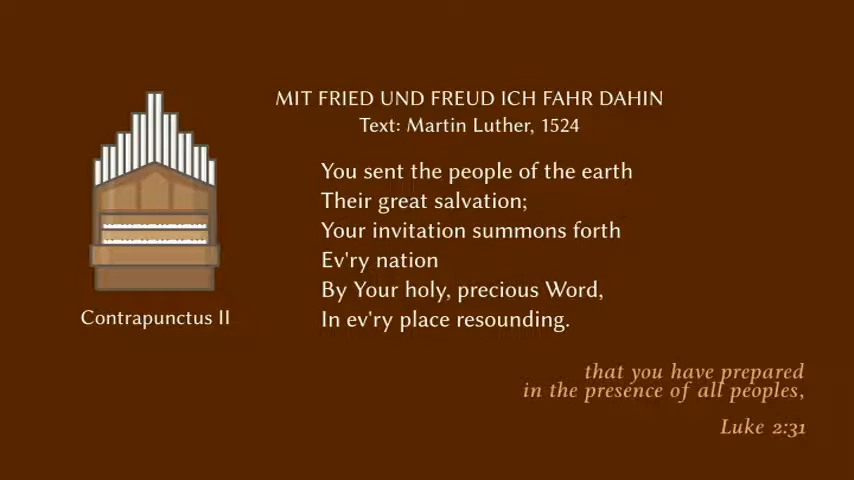 MIT FRIED UND FREUD ICH FAHR DAHIN
Text: Martin Luther, 1524
You sent the people of the earth
Their great salvation;
Your invitation summons forth
Ev'ry nation
By Your holy, precious Word,
In ev'ry place resounding.
Contrapunctus II
that you have prepared
in the presence of all peoples,
Luke 2:31